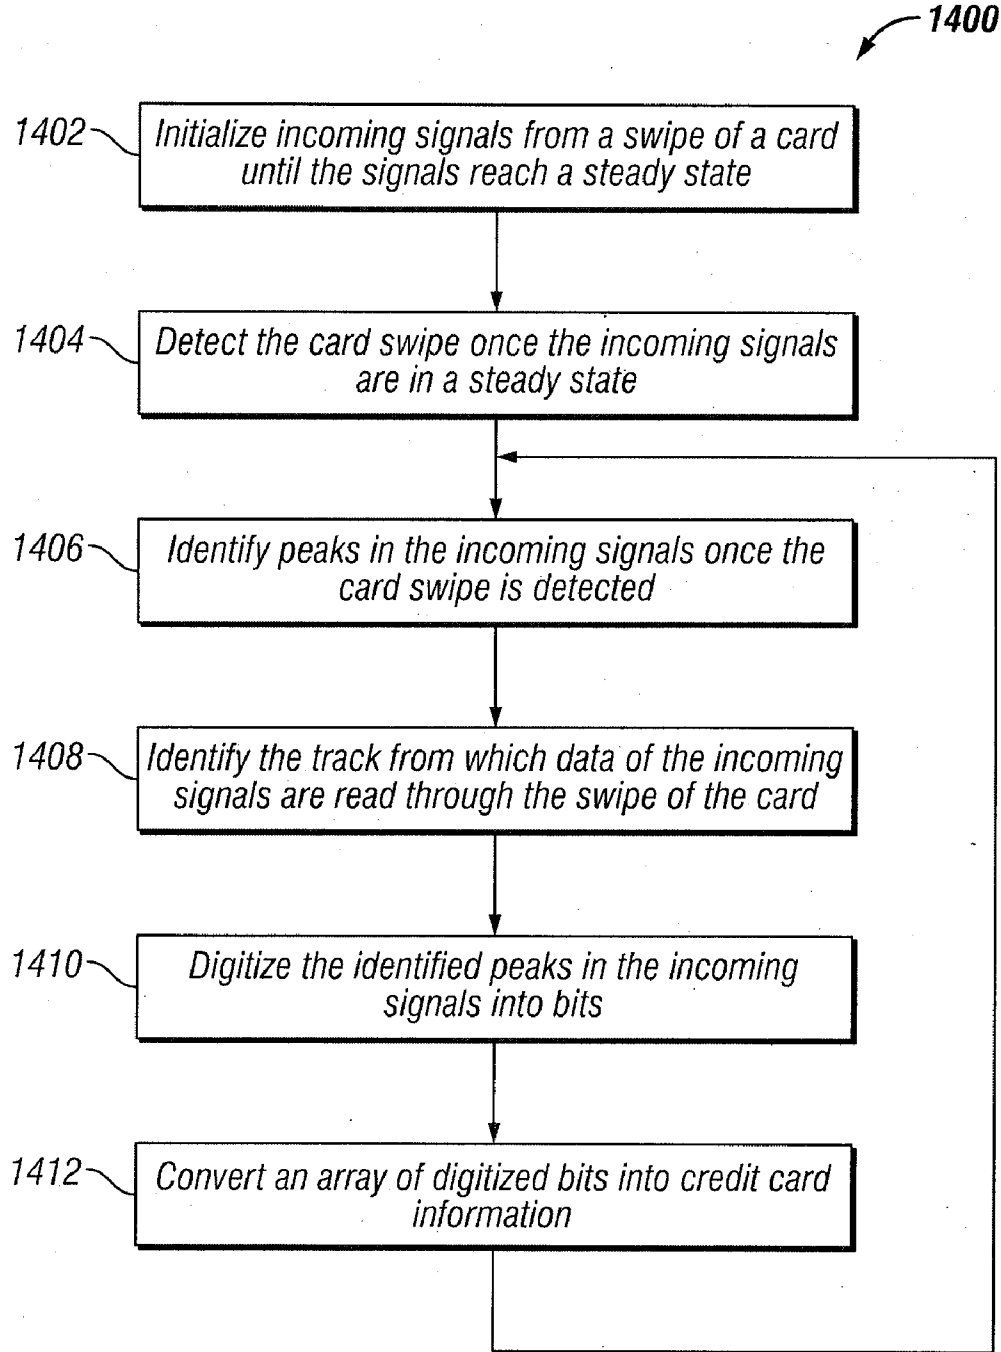 1400
1402
Initialize incoming signals from a swipe of a card
until the signals reach a steady state
1404
Detect the card swipe once the incoming signals
are in a steady state
1406
Identify peaks in the incoming signals once the
card swipe is detected
1408
Identify the track from which data of the incoming
signals are read through the swipe of the card
1410
Digitize the identified peaks in the incoming
signals into bits
1412
Convert an array of digitized bits into credit card
information